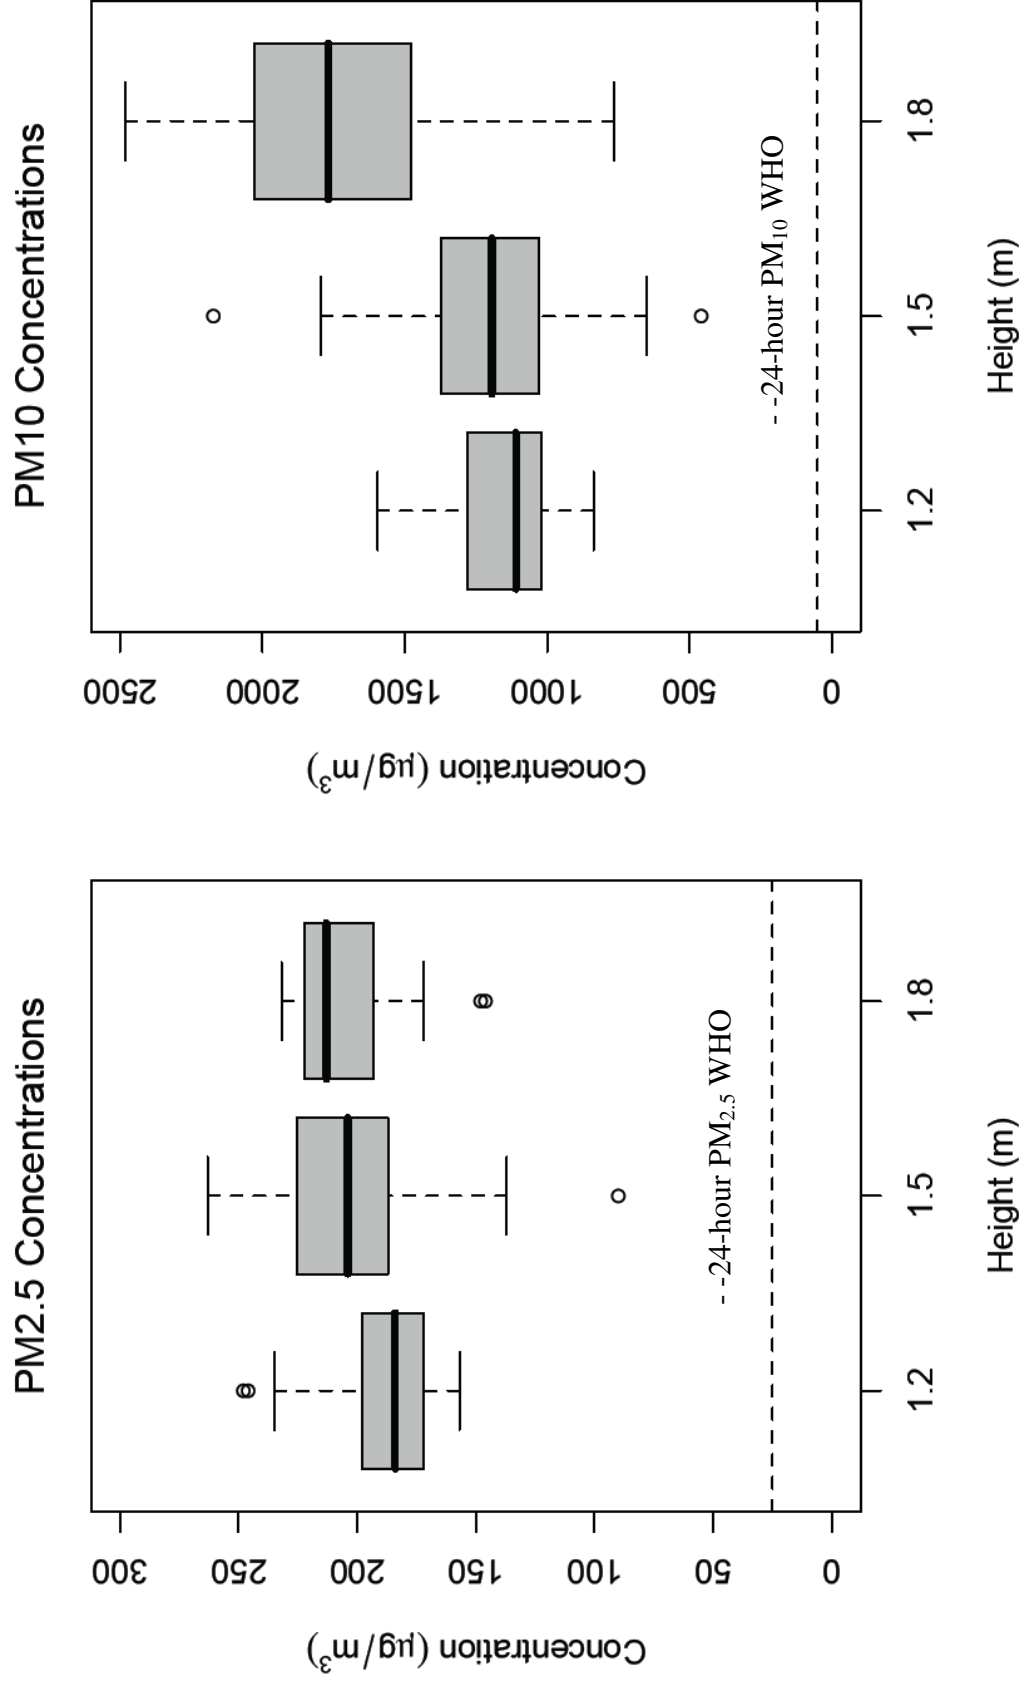 PM2.5 Concentrations
Concentration (μg/m³)
300
250
200
150
100
50
0
- -24-hour PM₂.₅ WHO
1.2
1.5
1.8
Height (m)
PM10 Concentrations
Concentration (μg/m³)
2500
2000
1500
1000
500
0
- -24-hour PM₁₀ WHO
1.2
1.5
1.8
Height (m)